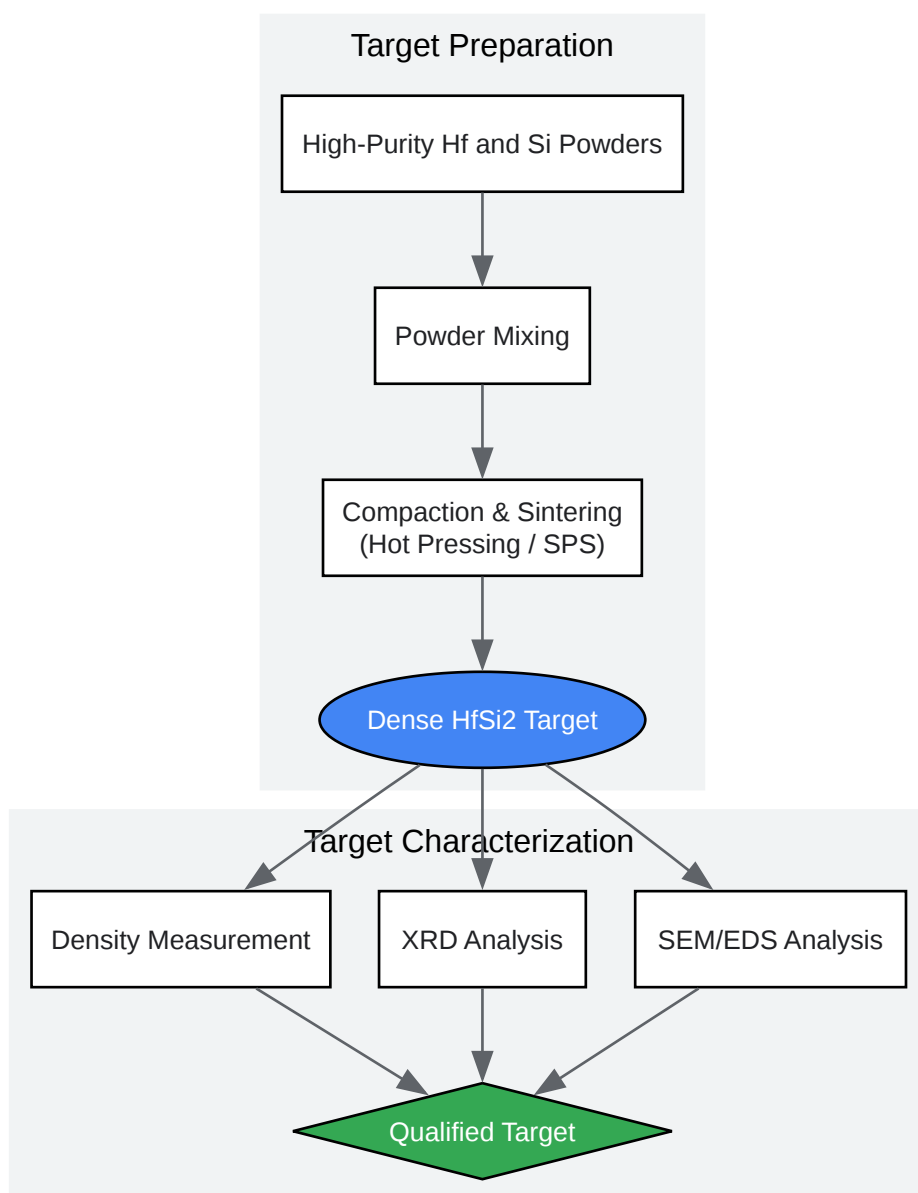 Target Preparation
High-Purity Hf and Si Powders
Powder Mixing
Compaction & Sintering
(Hot Pressing / SPS)
Dense HfSi2 Target
Target Characterization
Density Measurement
XRD Analysis
SEM/EDS Analysis
Qualified Target